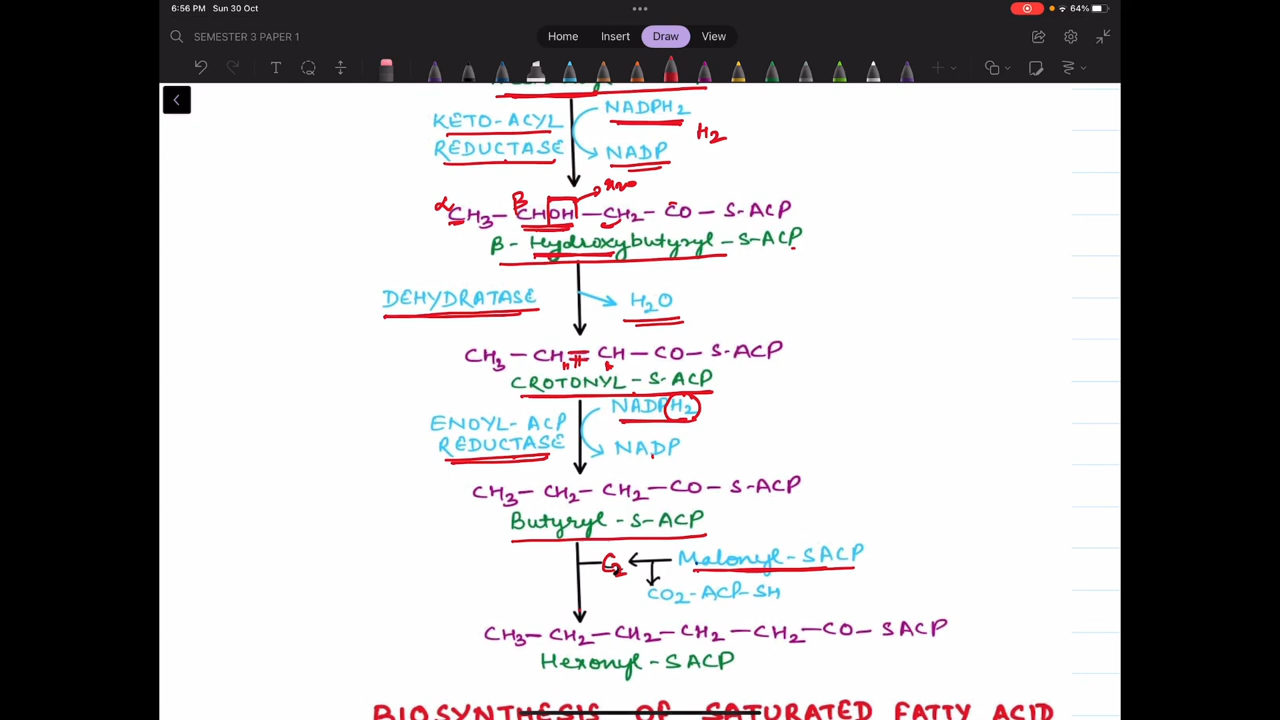 6:56 PM Sun 30 Oct
64%
SEMESTER 3 PAPER 1
Home Insert Draw View
KETO-ACYL
REDUCTASE
NADPH2
H2
NADP
α β
CH3- CHOH -CH2- CO - S-ACP
β - Hydroxybutyryl - S-ACP
DEHYDRATASE
H2O
CH3 - CH = CH - CO - S-ACP
CROTONYL - S-ACP
NADPH2
ENOYL-ACP
REDUCTASE
NADP
CH3- CH2- CH2-CO- S-ACP
Butyryl - S-ACP
C2
Malonyl-SACP
CO2-ACP-SH
CH3- CH2-CH2-CH2 -CH2-CO- SACP
Hexonyl-SACP
BIOSYNTHESIS OF SATURATED FATTY ACID